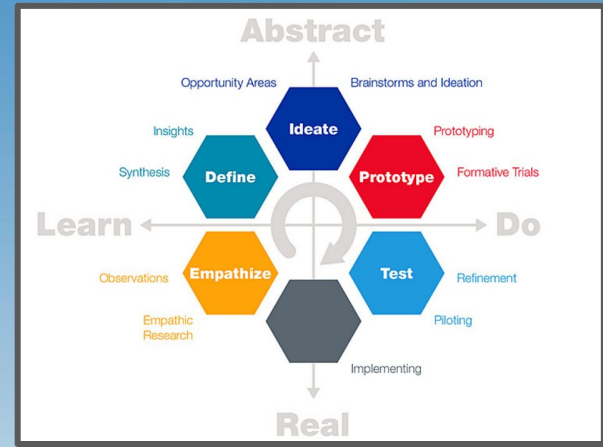 Abstract
Opportunity Areas
Brainstorms and Ideation
Ideate
Insights
Prototyping
Synthesis
Define
Prototype
Formative Trials
Learn
Do
Observations
Empathize
Test
Refinement
Empathic
Research
Piloting
Implementing
Real